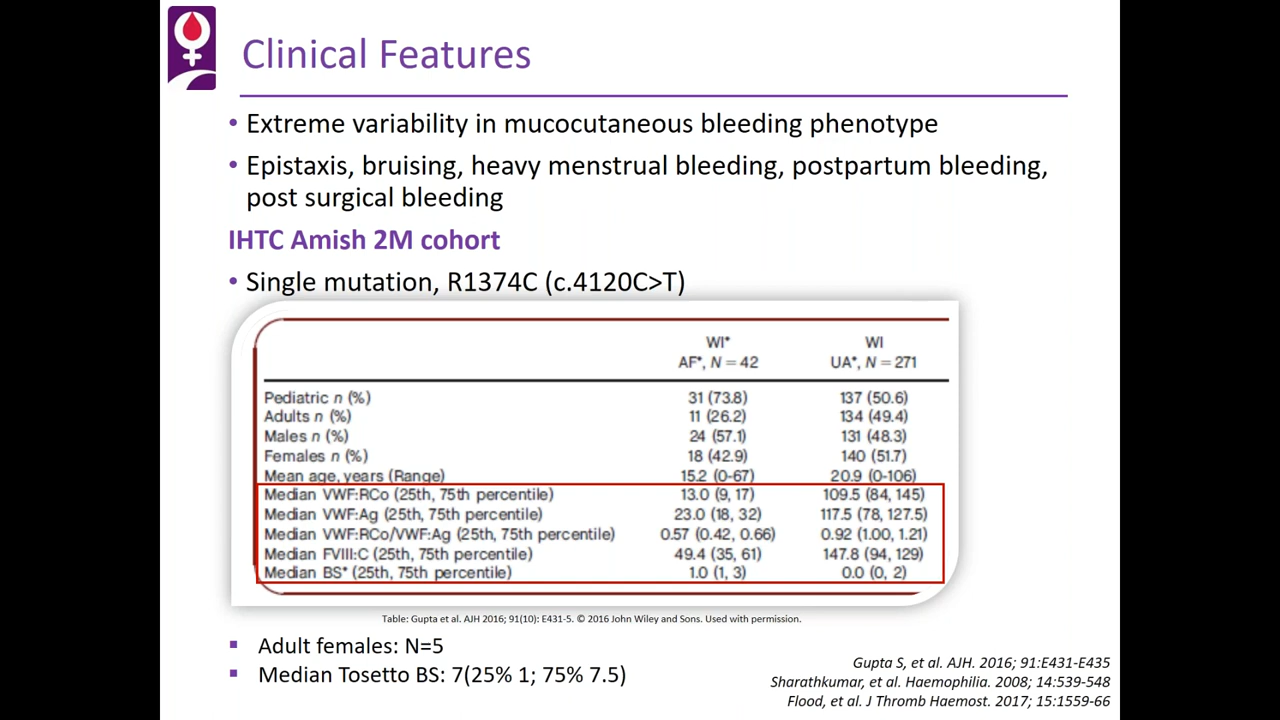 Clinical Features
• Extreme variability in mucocutaneous bleeding phenotype
• Epistaxis, bruising, heavy menstrual bleeding, postpartum bleeding,
post surgical bleeding
IHTC Amish 2M cohort
• Single mutation, R1374C (c.4120C>T)
WI* WI
AF*, N = 42 UA*, N = 271
Pediatric n (%) 31 (73.8) 137 (50.6)
Adults n (%) 11 (26.2) 134 (49.4)
Males n (%) 24 (57.1) 131 (48.3)
Females n (%) 18 (42.9) 140 (51.7)
Mean age, years (Range) 15.2 (0-67) 20.9 (0-106)
Median VWF:RCo (25th, 75th percentile) 13.0 (9, 17) 109.5 (84, 145)
Median VWF:Ag (25th, 75th percentile) 23.0 (18, 32) 117.5 (78, 127.5)
Median VWF:RCo/VWF:Ag (25th, 75th percentile) 0.57 (0.42, 0.66) 0.92 (1.00, 1.21)
Median FVIII:C (25th, 75th percentile) 49.4 (35, 61) 147.8 (94, 129)
Median BS* (25th, 75th percentile) 1.0 (1, 3) 0.0 (0, 2)
Table: Gupta et al. AJH 2016; 91(10): E431-5. © 2016 John Wiley and Sons. Used with permission.
▪ Adult females: N=5
▪ Median Tosetto BS: 7(25% 1; 75% 7.5)
Gupta S, et al. AJH. 2016; 91:E431-E435
Sharathkumar, et al. Haemophilia. 2008; 14:539-548
Flood, et al. J Thromb Haemost. 2017; 15:1559-66